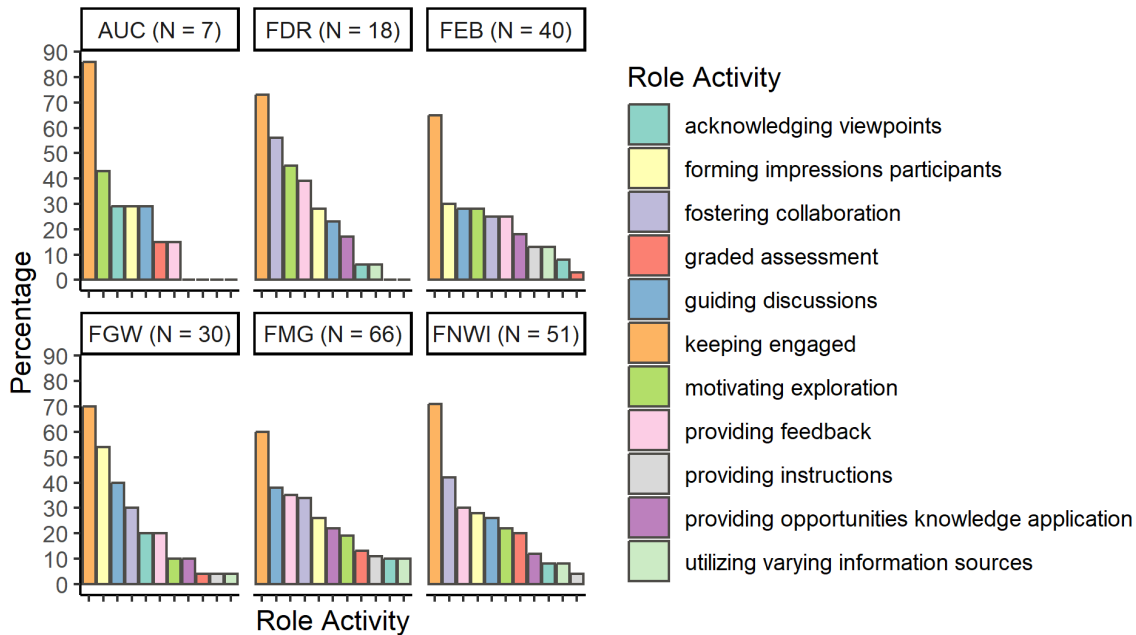 AUC (N = 7)
FDR (N = 18)
FEB (N = 40)
90
80
70
60
50
40
30
20
10
0
FGW (N = 30)
FMG (N = 66)
FNWI (N = 51)
90
80
70
60
50
40
30
20
10
0
Percentage
Role Activity
Role Activity
acknowledging viewpoints
forming impressions participants
fostering collaboration
graded assessment
guiding discussions
keeping engaged
motivating exploration
providing feedback
providing instructions
providing opportunities knowledge application
utilizing varying information sources